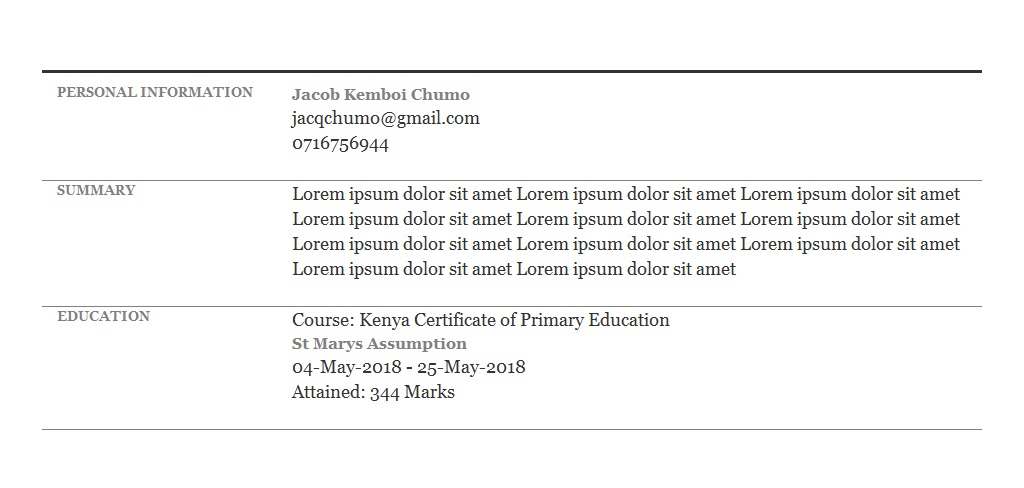 PERSONAL INFORMATION
Jacob Kemboi Chumo
jacqchumo@gmail.com
0716756944
SUMMARY
Lorem ipsum dolor sit amet Lorem ipsum dolor sit amet Lorem ipsum dolor sit amet
Lorem ipsum dolor sit amet Lorem ipsum dolor sit amet Lorem ipsum dolor sit amet
Lorem ipsum dolor sit amet Lorem ipsum dolor sit amet Lorem ipsum dolor sit amet
Lorem ipsum dolor sit amet Lorem ipsum dolor sit amet
EDUCATION
Course: Kenya Certificate of Primary Education
St Marys Assumption
04-May-2018 - 25-May-2018
Attained: 344 Marks